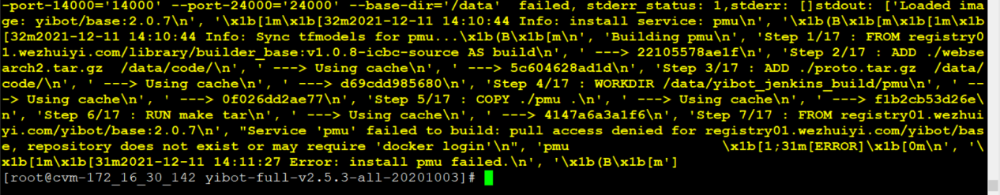 -port-14000='14000' --port-24000='24000' --base-dir='/data'  failed, stderr_status: 1,stderr: []stdout: ['Loaded ima
ge: yibot/base:2.0.7\n', '\x1b[1m\x1b[32m2021-12-11 14:10:44 Info: install service: pmu\n', '\x1b(B\x1b[m\x1b[1m\x1b
[32m2021-12-11 14:10:44 Info: Sync tfmodels for pmu...\x1b(B\x1b[m\n', 'Building pmu\n', 'Step 1/17 : FROM registry0
1.wezhuiyi.com/library/builder_base:v1.0.8-icbc-source AS build\n', ' ---> 22105578ae1f\n', 'Step 2/17 : ADD ./webse
arch2.tar.gz  /data/code/\n', ' ---> Using cache\n', ' ---> 5c604628ad1d\n', 'Step 3/17 : ADD ./proto.tar.gz  /data/
code/\n', ' ---> Using cache\n', ' ---> d69cdd985680\n', 'Step 4/17 : WORKDIR /data/yibot_jenkins_build/pmu\n', ' --
-> Using cache\n', ' ---> 0f026dd2ae77\n', 'Step 5/17 : COPY ./pmu .\n', ' ---> Using cache\n', ' ---> f1b2cb53d26e\
n', 'Step 6/17 : RUN make tar\n', ' ---> Using cache\n', ' ---> 4147a6a3a1f6\n', 'Step 7/17 : FROM registry01.wezhui
yi.com/yibot/base:2.0.7\n', "Service 'pmu' failed to build: pull access denied for registry01.wezhuiyi.com/yibot/bas
e, repository does not exist or may require 'docker login'\n", 'pmu                 \x1b[1;31m[ERROR]\x1b[0m\n', '\
x1b[1m\x1b[31m2021-12-11 14:11:27 Error: install pmu failed.\n', '\x1b(B\x1b[m']
[root@cvm-172_16_30_142 yibot-full-v2.5.3-all-20201003]#